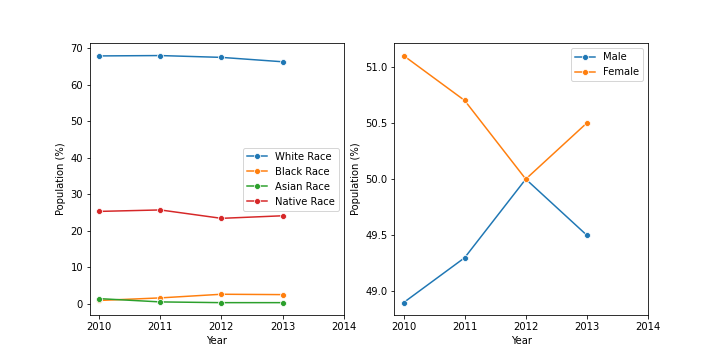 70
60
50
40
30
20
10
0
Population (%)
2010 2011 2012 2013 2014
Year
White Race
Black Race
Asian Race
Native Race
51.0
50.5
50.0
49.5
49.0
Population (%)
2010 2011 2012 2013 2014
Year
Male
Female